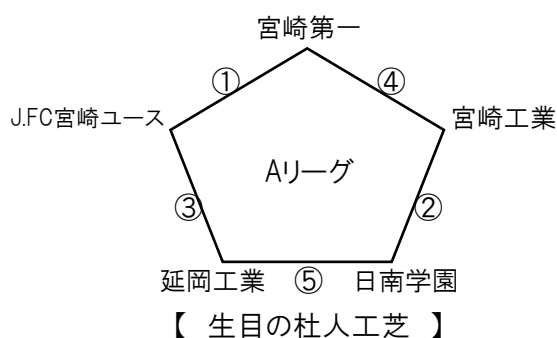 宮崎第一
① ④
J.FC宮崎ユース 宮崎工業
Aリーグ
③ ②
延岡工業 ⑤ 日南学園
【 生目の杜人工芝 】